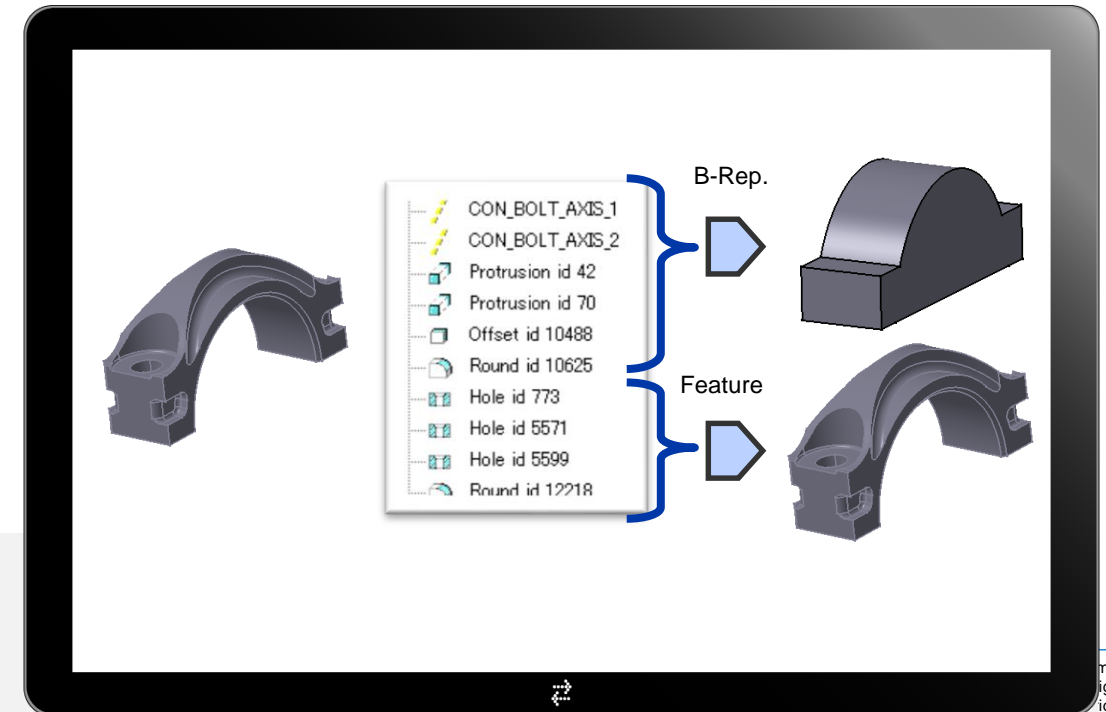 B-Rep.
CON_BOLT_AXIS_1
CON_BOLT_AXIS_2
Protrusion id 42
Protrusion id 70
Offset id 10488
Round id 10625
Feature
Hole id 773
Hole id 5571
Hole id 5599
Round id 12218